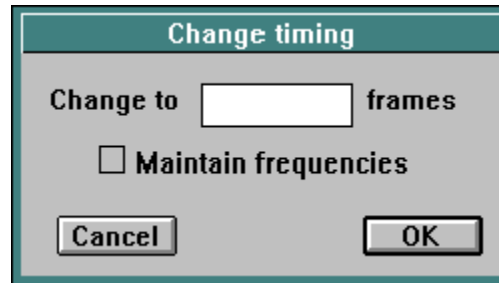 Change timing
Change to frames
Maintain frequencies
Cancel OK